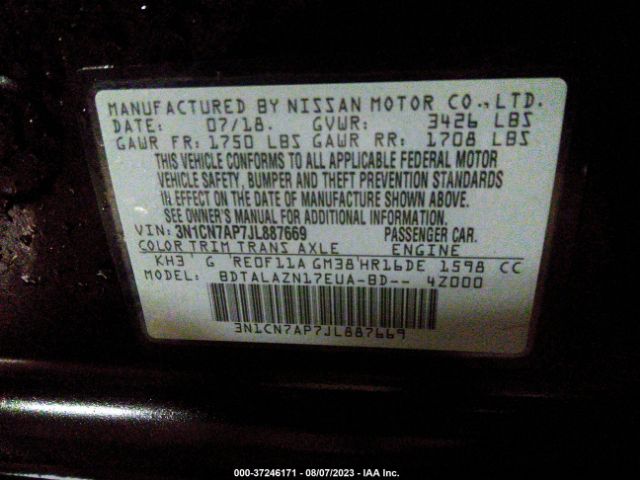 MANUFACTURED BY NISSAN MOTOR CO., LTD.
DATE: 07/18. GVWR: 3426 LBS
GAWR FR: 1750 LBS GAWR RR: 1708 LBS
THIS VEHICLE CONFORMS TO ALL APPLICABLE FEDERAL MOTOR
VEHICLE SAFETY, BUMPER AND THEFT PREVENTION STANDARDS
IN EFFECT ON THE DATE OF MANUFACTURE SHOWN ABOVE.
SEE OWNER'S MANUAL FOR ADDITIONAL INFORMATION.
VIN: 3N1CN7AP7JL887669 PASSENGER CAR.
COLOR TRIM TRANS AXLE ENGINE
KH3' G 'RE0F11A GM38'HR16DE 1598 CC
MODEL: BDTALAZN17EUA-BD-- 4Z000
3N1CN7AP7JL887669
000-37246171 - 08/07/2023 - IAA Inc.